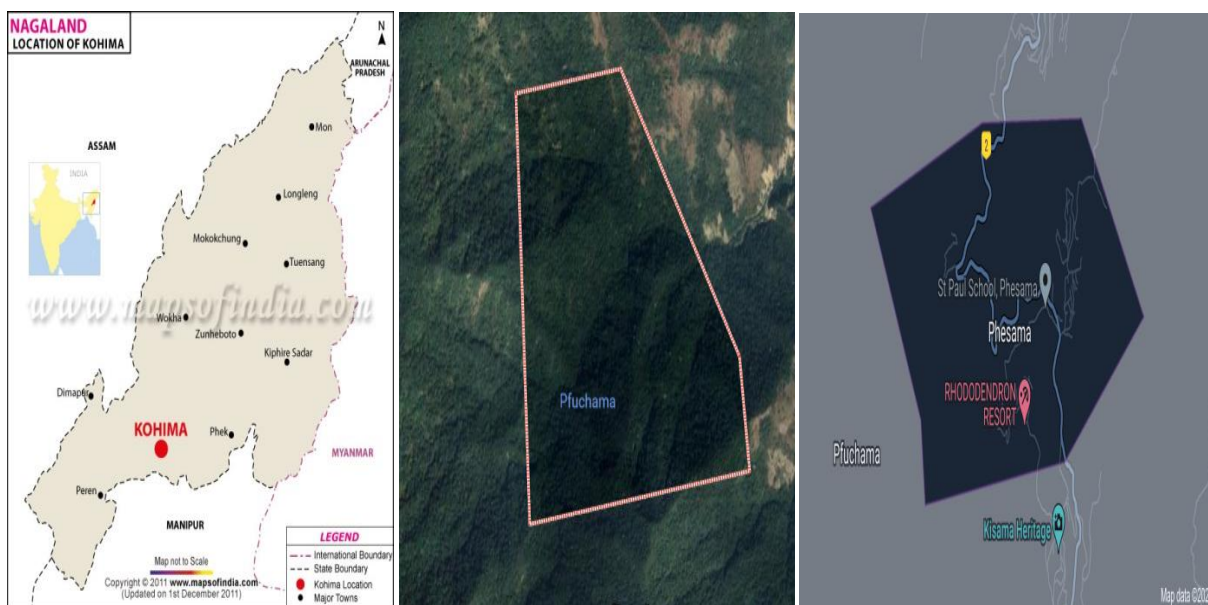 NAGALAND
LOCATION OF KOHIMA
N
ARUNACHAL
PRADESH
Mon
ASSAM
INDIA
Longleng
Mokokchung
Tuensang
www.mapsofindia.com
Wokha
Zunheboto
Kiphire Sadar
Dimapur
KOHIMA
Phek
MYANMAR
Peren
MANIPUR
LEGEND
International Boundary
State Boundary
Kohima Location
Major Towns
Map not to Scale
Copyright © 2011 www.mapsofindia.com
(Updated on 1st December 2011)
Pfuchama
2
St Paul School, Phesama
Phesama
RHODODENDRON
RESORT
Pfuchama
Kisama Heritage
Map data ©202